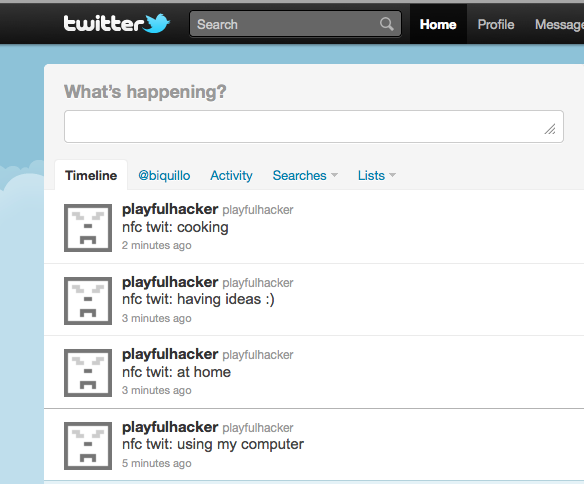 twitter Search Home Profile Messag
What's happening?
Timeline @biquillo Activity Searches Lists
playfulhacker playfulhacker
nfc twit: cooking
2 minutes ago
playfulhacker playfulhacker
nfc twit: having ideas :)
3 minutes ago
playfulhacker playfulhacker
nfc twit: at home
3 minutes ago
playfulhacker playfulhacker
nfc twit: using my computer
5 minutes ago